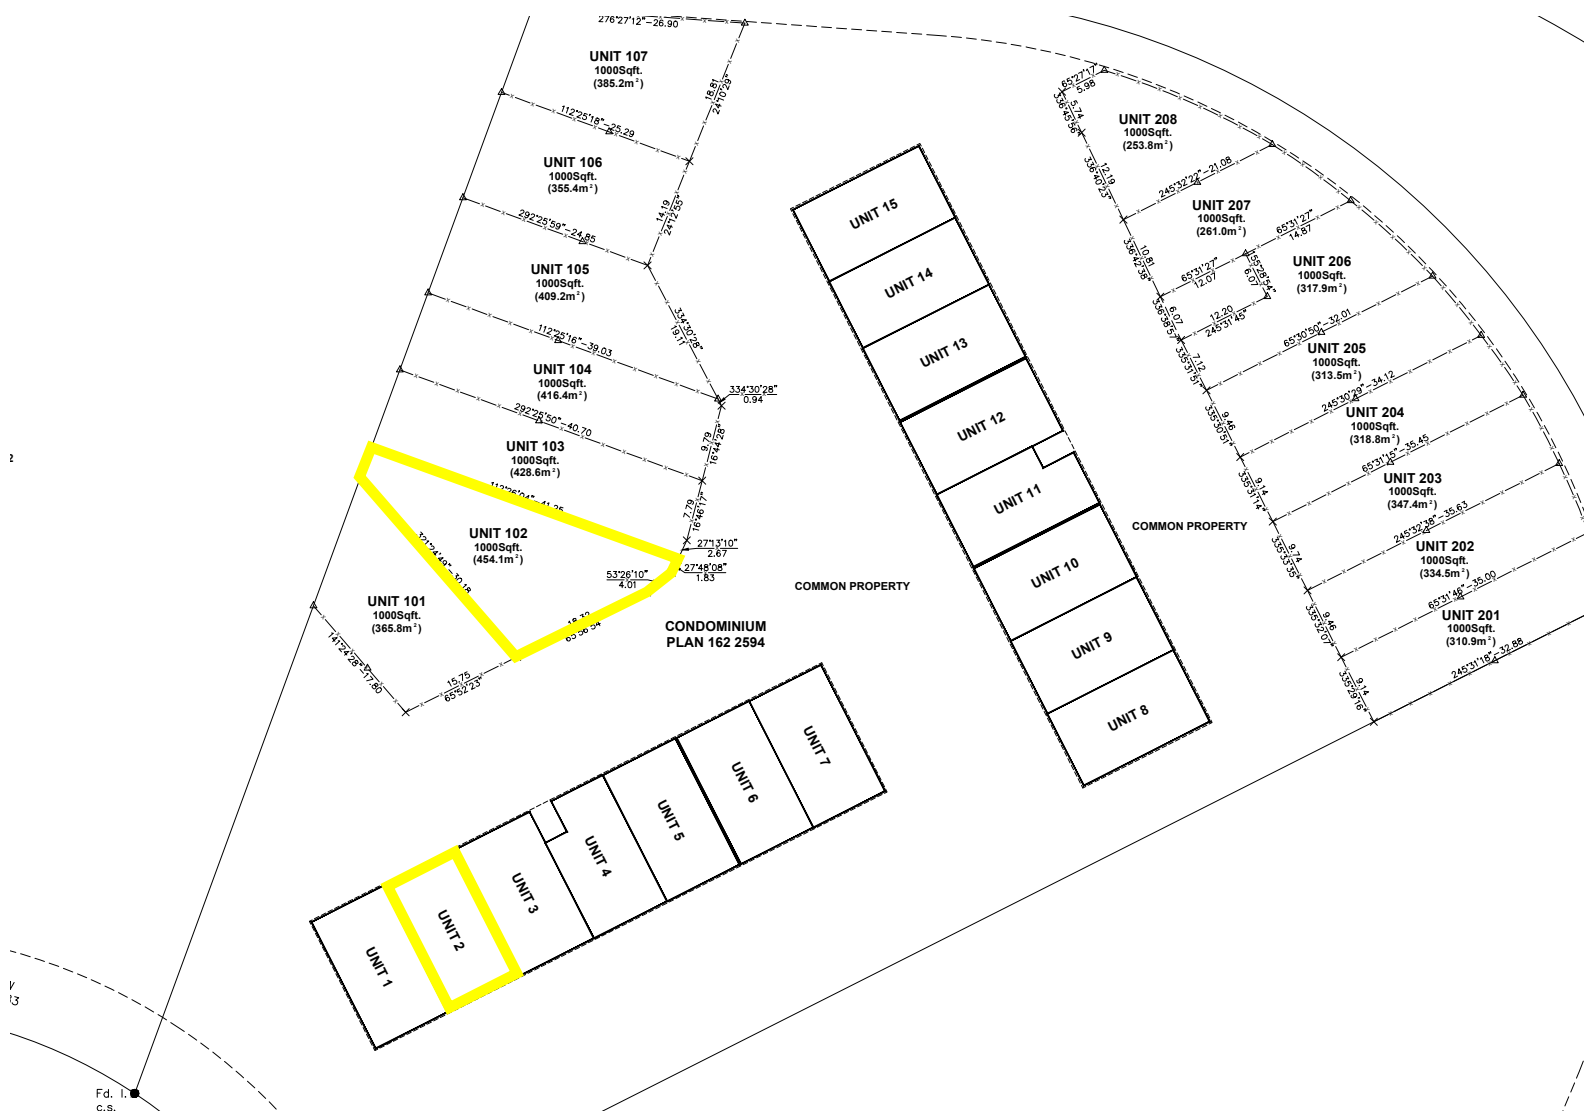 276°27'12"-26.90
UNIT 107
1000Sqft.
(385.2m²)
18.81
24°10'29"
112°25'18"-25.29
UNIT 106
1000Sqft.
(355.4m²)
14.19
24°12'55"
292°25'59"-24.85
UNIT 105
1000Sqft.
(409.2m²)
334°30'28"
19.11
112°25'16"-39.03
UNIT 104
1000Sqft.
(416.4m²)
334°30'28"
0.94
292°25'50"-40.70
9.79
16°44'28"
UNIT 103
1000Sqft.
(428.6m²)
112°26'04"-41.25
7.79
16°46'17"
UNIT 102
1000Sqft.
(454.1m²)
321°24'49"-30.18
27°13'10"
2.67
27°48'08"
1.83
53°26'10"
4.01
18.32
65°56'54"
UNIT 101
1000Sqft.
(365.8m²)
141°24'28"-17.80
15.75
65°52'23"
CONDOMINIUM
PLAN 162 2594
COMMON PROPERTY
COMMON PROPERTY
UNIT 15
UNIT 14
UNIT 13
UNIT 12
UNIT 11
UNIT 10
UNIT 9
UNIT 8
UNIT 7
UNIT 6
UNIT 5
UNIT 4
UNIT 3
UNIT 2
UNIT 1
65°27'17"
5.98
5.74
336°45'56"
UNIT 208
1000Sqft.
(253.8m²)
12.19
336°40'23"
245°32'22"-21.08
UNIT 207
1000Sqft.
(261.0m²)
65°31'27"
14.87
10.81
336°42'38"
65°31'27"
12.07
155°28'54"
6.07
UNIT 206
1000Sqft.
(317.9m²)
6.07
336°38'57"
12.20
245°31'45"
7.12
335°31'51"
65°30'50"-32.01
UNIT 205
1000Sqft.
(313.5m²)
9.46
335°30'51"
245°30'29"-34.12
UNIT 204
1000Sqft.
(318.8m²)
9.14
335°31'14"
65°31'15"-35.45
UNIT 203
1000Sqft.
(347.4m²)
9.74
335°33'35"
245°32'38"-35.63
UNIT 202
1000Sqft.
(334.5m²)
9.46
335°32'07"
65°31'46"-35.00
UNIT 201
1000Sqft.
(310.9m²)
9.14
335°29'16"
245°31'18"-32.88
2
Fd. I.
c.s.